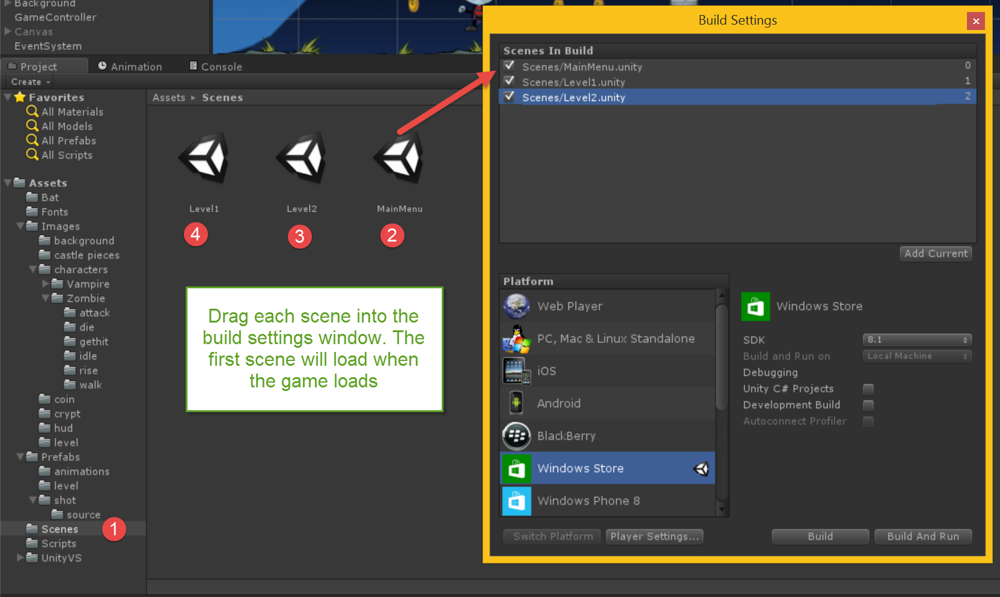 Background
GameController
Canvas
EventSystem
Project
Animation
Console
Create
Favorites
All Materials
All Models
All Prefabs
All Scripts
Assets
Bat
Fonts
Images
background
castle pieces
characters
Vampire
Zombie
attack
die
gethit
idle
rise
walk
coin
crypt
hud
level
Prefabs
animations
level
shot
source
Scenes
1
Scripts
UnityVS
Assets ▸ Scenes
Level1
Level2
MainMenu
4
3
2
Drag each scene into the
build settings window. The
first scene will load when
the game loads
Build Settings
x
Scenes In Build
Scenes/MainMenu.unity 0
Scenes/Level1.unity 1
Scenes/Level2.unity 2
Add Current
Platform
Web Player
PC, Mac & Linux Standalone
iOS
Android
BlackBerry
Windows Store
Windows Phone 8
Windows Store
SDK 8.1
Build and Run on Local Machine
Debugging
Unity C# Projects
Development Build
Autoconnect Profiler
Switch Platform
Player Settings...
Build
Build And Run